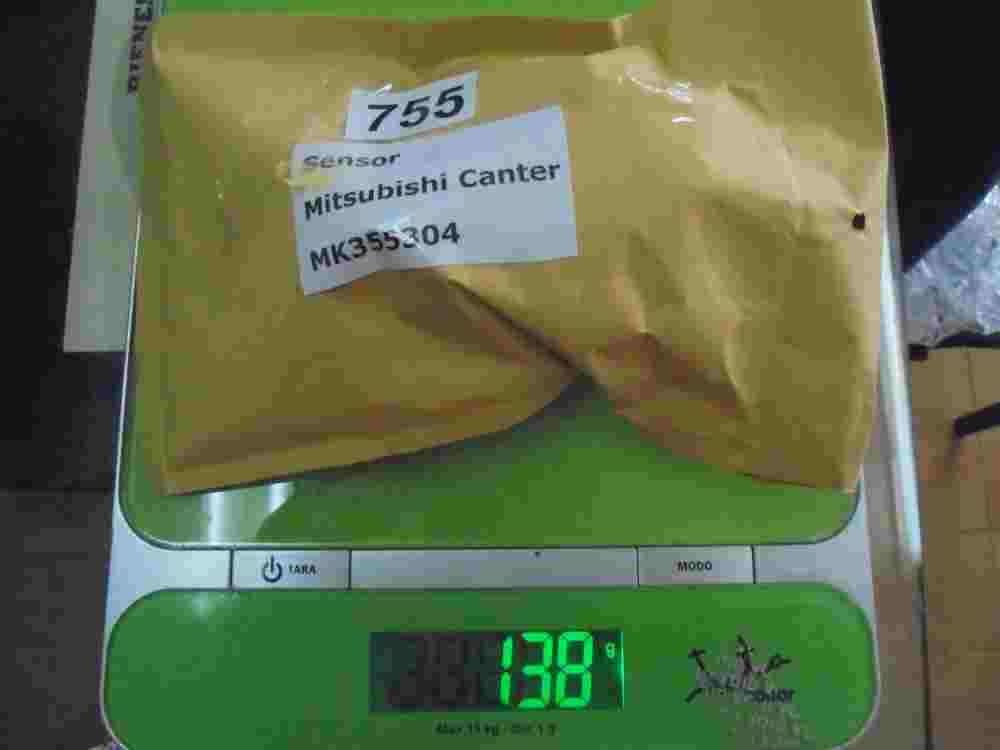 755
Sensor
Mitsubishi Canter
MK355304
TARA
MODO
138 g